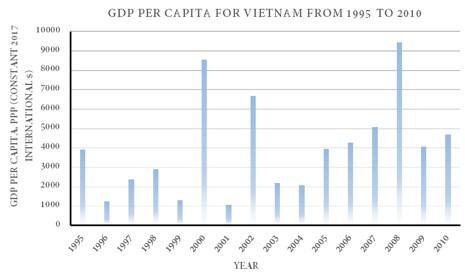 GDP PER CAPITA FOR VIETNAM FROM 1995 TO 2010
GDP PER CAPITA, PPP (CONSTANT 2017
INTERNATIONAL $)
10000
9000
8000
7000
6000
5000
4000
3000
2000
1000
0
1995 1996 1997 1998 1999 2000 2001 2002 2003 2004 2005 2006 2007 2008 2009 2010
YEAR